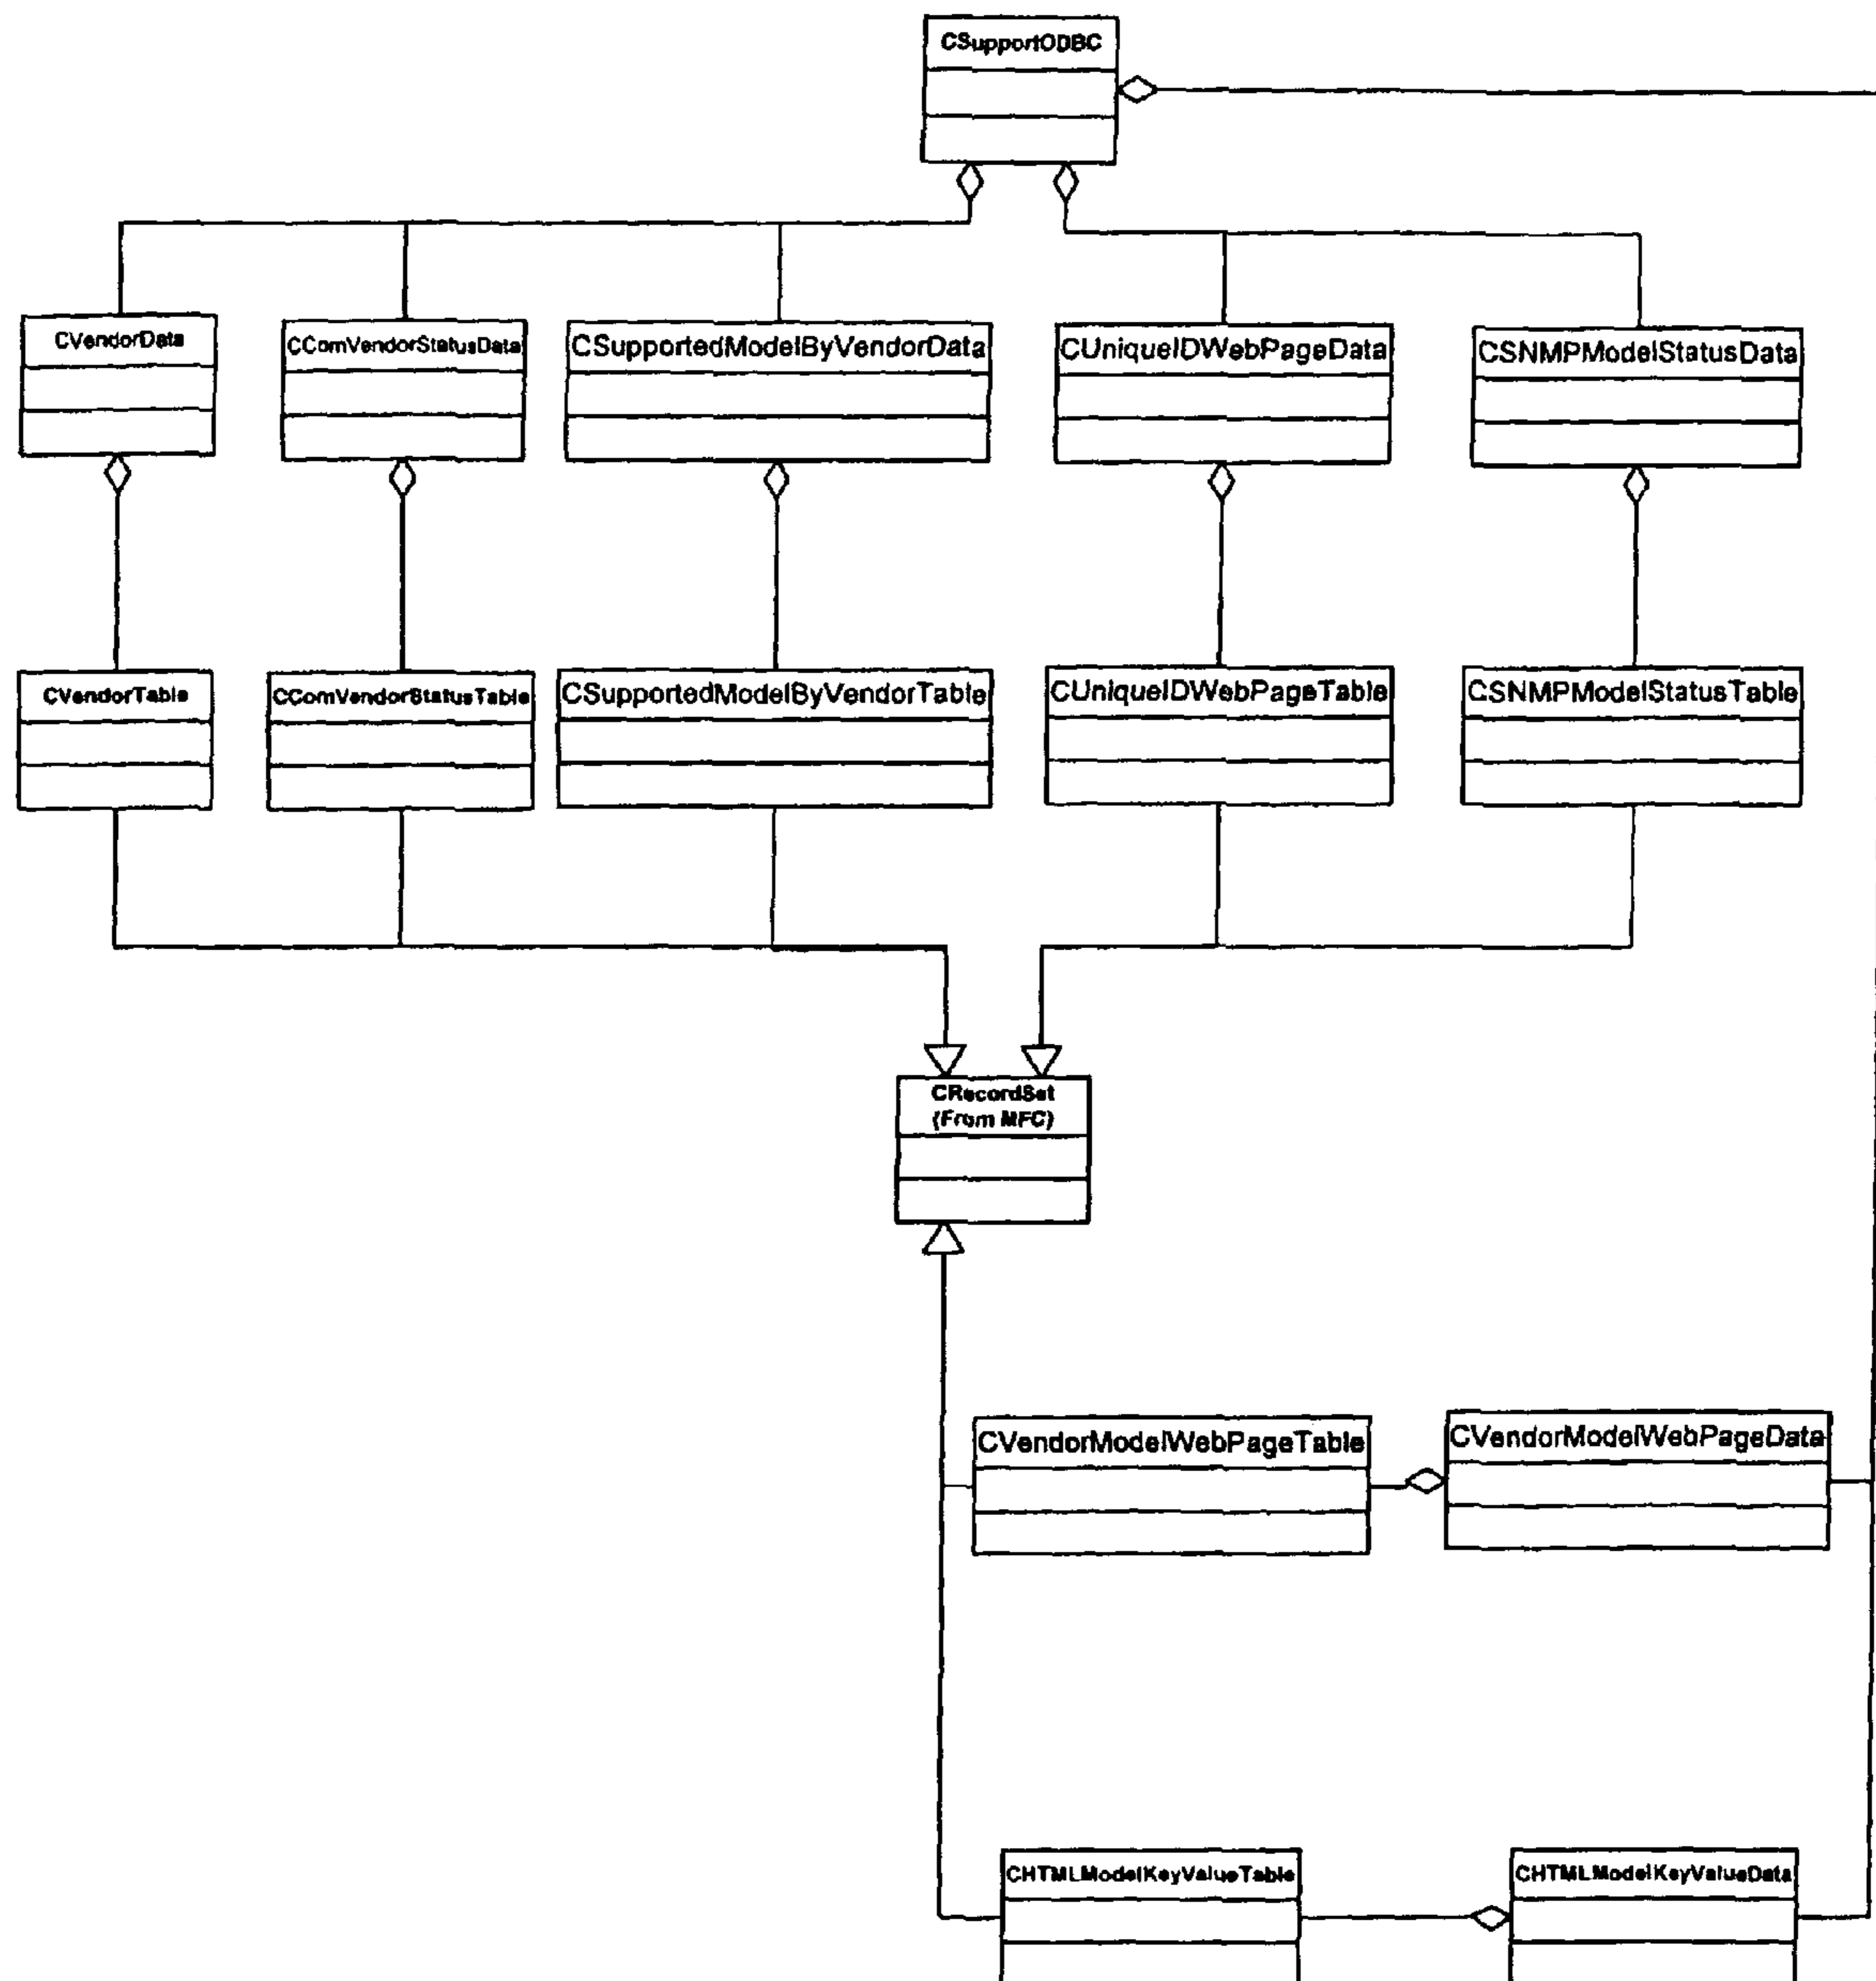 CSupportODBC
CVendorData
CComVendorStatusData
CSupportedModelByVendorData
CUniqueIDWebPageData
CSNMPModelStatusData
CVendorTable
CComVendorStatusTable
CSupportedModelByVendorTable
CUniqueIDWebPageTable
CSNMPModelStatusTable
CRecordSet
(From MFC)
CVendorModelWebPageTable
CVendorModelWebPageData
CHTMLModelKeyValueTable
CHTMLModelKeyValueData